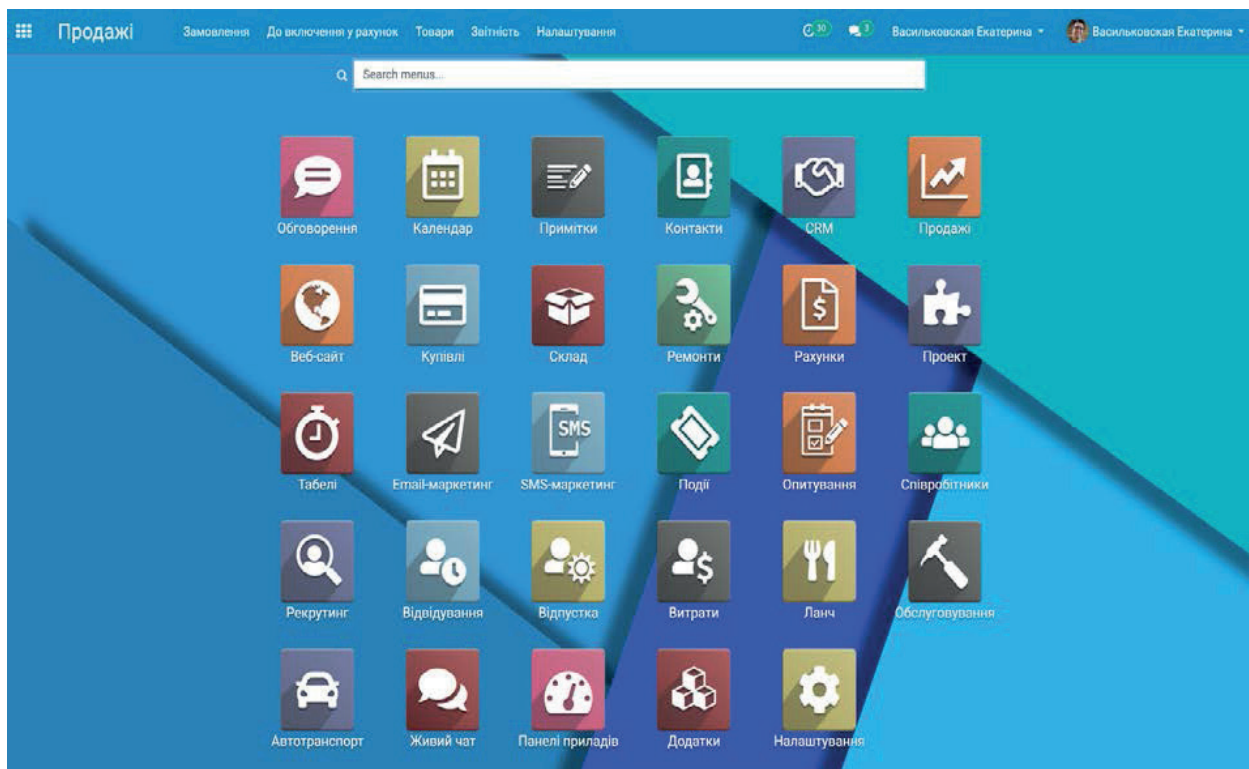 Продажі Замовлення До включення у рахунок Товари Звітність Налаштування 30 3 Васильковская Екатерина Васильковская Екатерина
Search menus...
Обговорення Календар Примітки Контакти CRM Продажі
$
Веб-сайт Купівлі Склад Ремонти Рахунки Проект
SMS
Табелі Email-маркетинг SMS-маркетинг Події Опитування Співробітники
$
Рекрутинг Відвідування Відпустка Витрати Ланч Обслуговування
Автотранспорт Живий чат Панелі приладів Додатки Налаштування